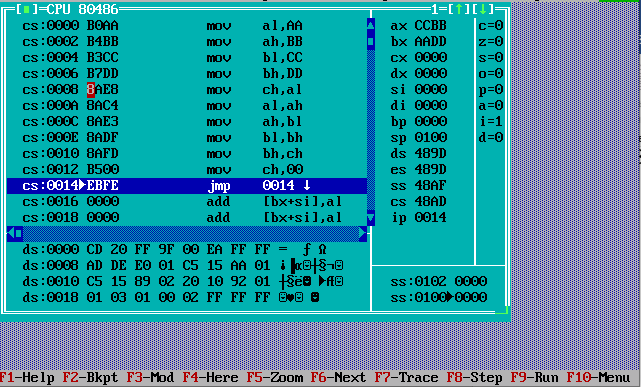 [■]=CPU 80486 1=[↑][↓]
cs:0000 B0AA mov al,AA ax CCBB c=0
cs:0002 B4BB mov ah,BB bx AADD z=0
cs:0004 B3CC mov bl,CC cx 0000 s=0
cs:0006 B7DD mov bh,DD dx 0000 o=0
cs:0008 8AE8 mov ch,al si 0000 p=0
cs:000A 8AC4 mov al,ah di 0000 a=0
cs:000C 8AE3 mov ah,bl bp 0000 i=1
cs:000E 8ADF mov bl,bh sp 0100 d=0
cs:0010 8AFD mov bh,ch ds 489D
cs:0012 B500 mov ch,00 es 489D
cs:0014►EBFE jmp 0014 ↓ ss 48AF
cs:0016 0000 add [bx+si],al cs 48AD
cs:0018 0000 add [bx+si],al ip 0014
ds:0000 CD 20 FF 9F 00 EA FF FF = ƒ Ω
ds:0008 AD DE E0 01 C5 15 AA 01 ¡▐α☺┼§¬☺
ds:0010 C5 15 89 02 20 10 92 01 ┼§ë☻ ►Æ☺ ss:0102 0000
ds:0018 01 03 01 00 02 FF FF FF ☺♥☺ ☻ ss:0100►0000
F1-Help F2-Bkpt F3-Mod F4-Here F5-Zoom F6-Next F7-Trace F8-Step F9-Run F10-Menu